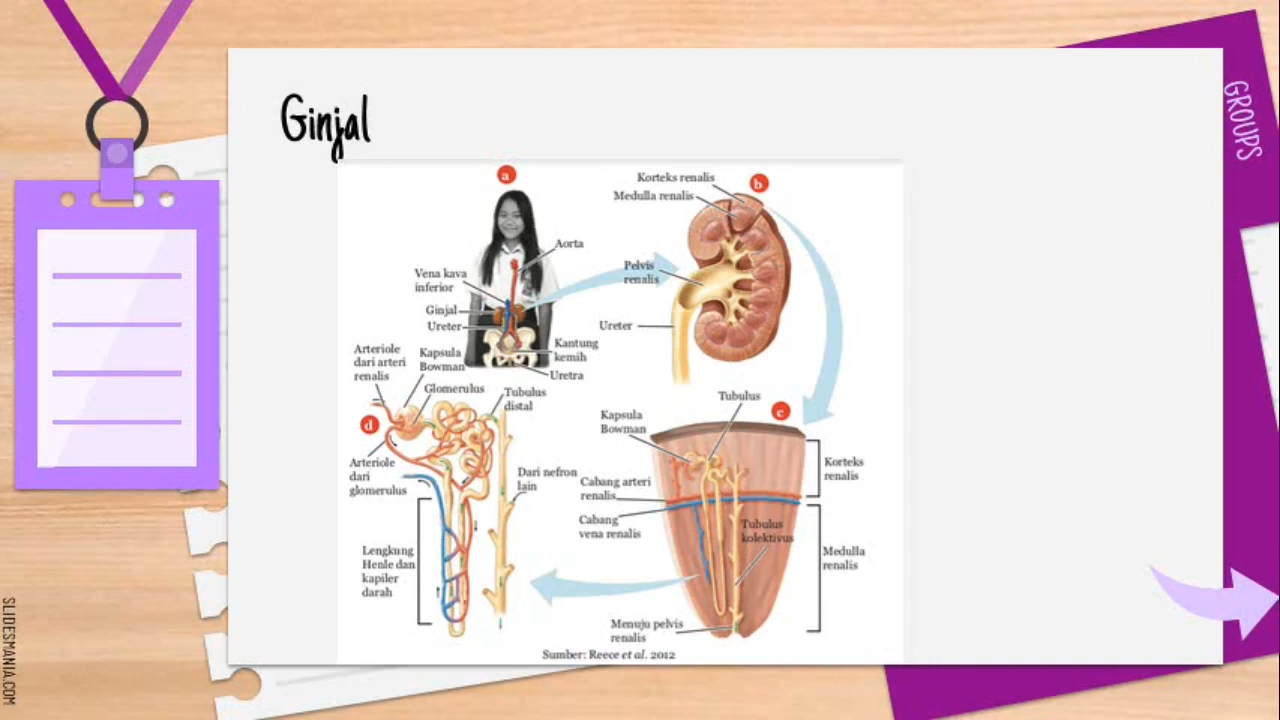 Ginjal
GROUPS
a
Aorta
Vena kava
inferior
Ginjal
Ureter
Kantung
kemih
Uretra
b
Korteks renalis
Medulla renalis
Pelvis
renalis
Ureter
c
Tubulus
Kapsula
Bowman
Cabang arteri
renalis
Cabang
vena renalis
Tubulus
kolektivus
Menuju pelvis
renalis
Korteks
renalis
Medulla
renalis
d
Arteriole
dari arteri
renalis
Kapsula
Bowman
Glomerulus
Tubulus
distal
Arteriole
dari
glomerulus
Dari nefron
lain
Lengkung
Henle dan
kapiler
darah
Sumber: Reece et al. 2012
SLIDESMANIA.COM